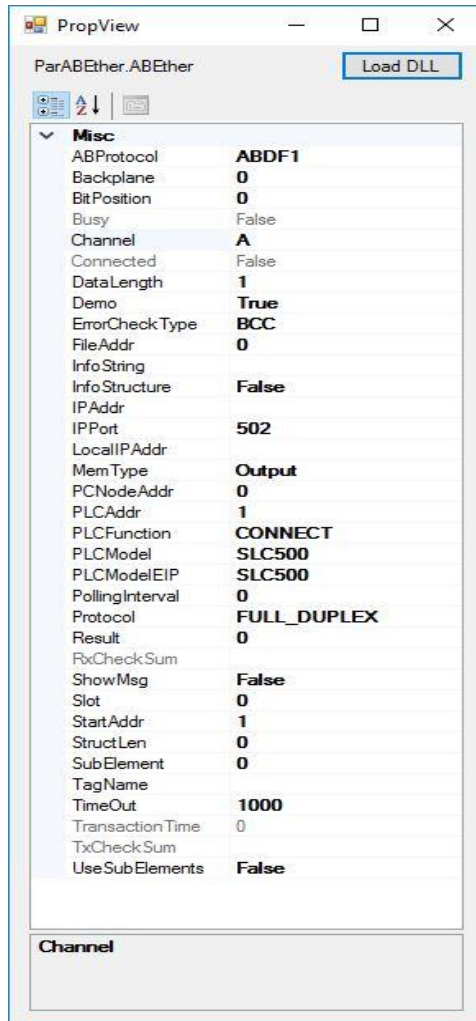 PropView
ParABEther.ABEther Load DLL
Misc
ABProtocol ABDF1
Backplane 0
BitPosition 0
Busy False
Channel A
Connected False
DataLength 1
Demo True
ErrorCheckType BCC
FileAddr 0
InfoString
InfoStructure False
IPAddr
IPPort 502
LocalIPAddr
MemType Output
PCNodeAddr 0
PLCAddr 1
PLCFunction CONNECT
PLCModel SLC500
PLCModelEIP SLC500
PollingInterval 0
Protocol FULL_DUPLEX
Result 0
RxCheckSum
ShowMsg False
Slot 0
StartAddr 1
StructLen 0
SubElement 0
TagName
TimeOut 1000
TransactionTime 0
TxCheckSum
UseSubElements False
Channel